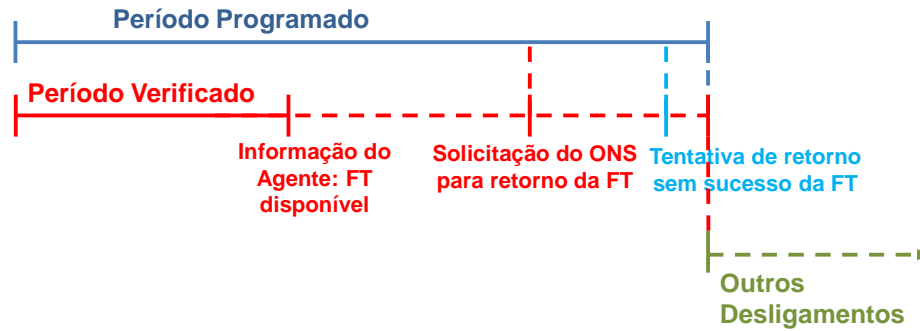 Período Programado
Período Verificado
Informação do
Agente: FT
disponível
Solicitação do ONS
para retorno da FT
Tentativa de retorno
sem sucesso da FT
Outros
Desligamentos